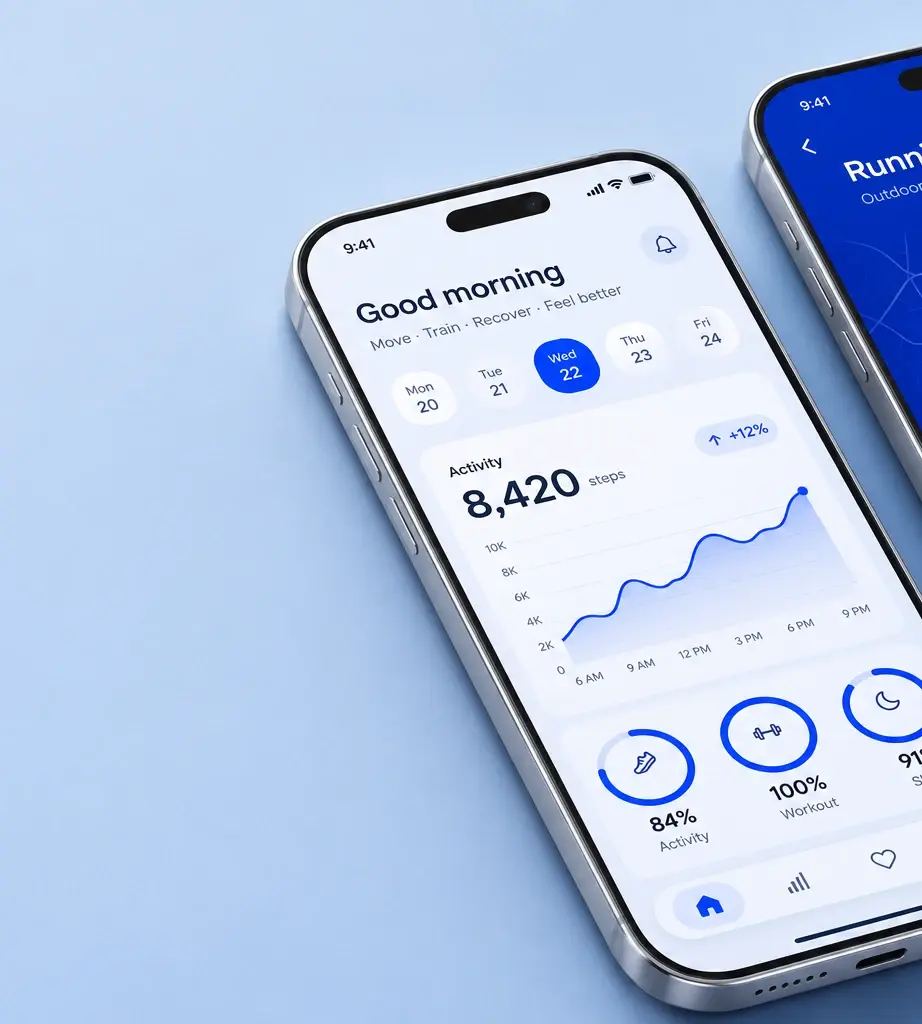 9:41
Good morning
Move · Train · Recover · Feel better
Mon
20
Tue
21
Wed
22
Thu
23
Fri
24
Activity
↑ +12%
8,420 steps
10K
8K
6K
4K
2K
0
6 AM
9 AM
12 PM
3 PM
6 PM
9 PM
84%
Activity
100%
Workout
9:41